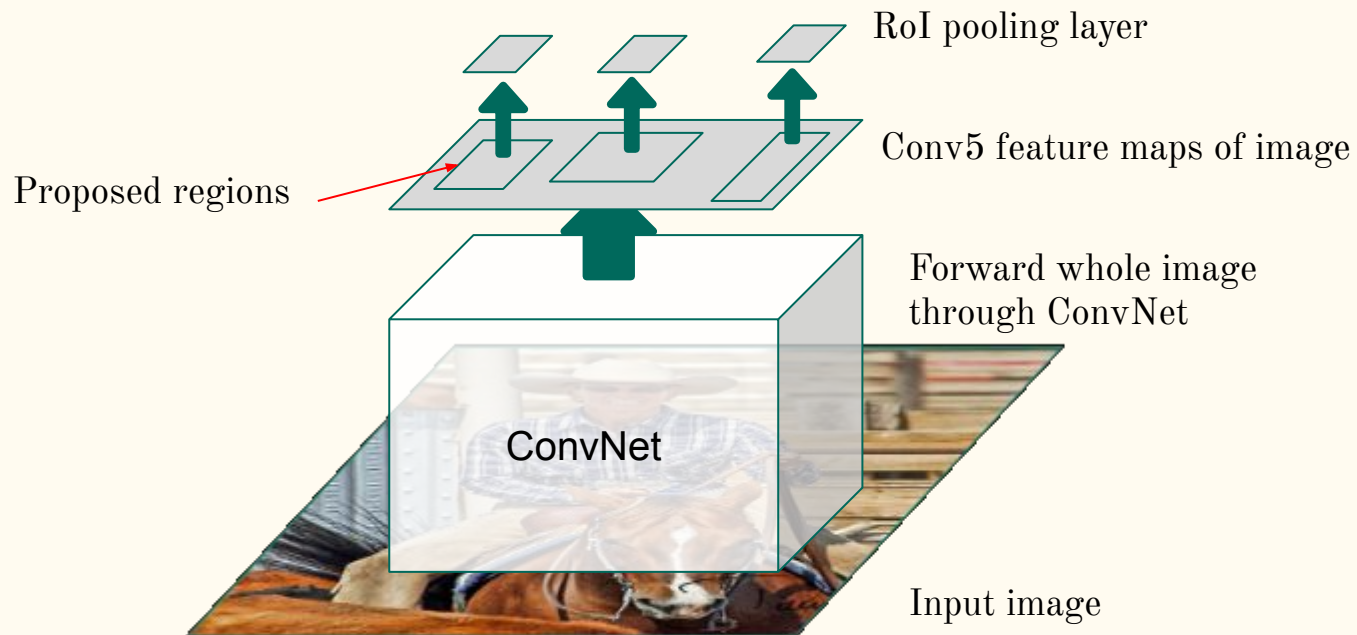 RoI pooling layer
Conv5 feature maps of image
Proposed regions
Forward whole image
through ConvNet
ConvNet
Input image